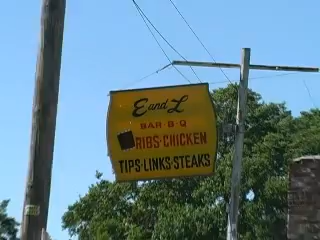 E and L
BAR-B-Q
RIBS·CHICKEN
TIPS·LINKS·STEAKS